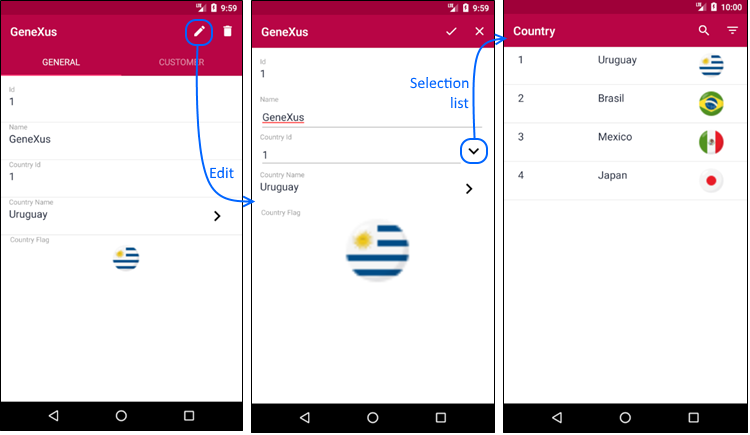 9:59
GeneXus
GENERAL
CUSTOMER
Id
1
Name
GeneXus
Country Id
1
Country Name
Uruguay
Country Flag
Edit
9:59
GeneXus
Id
1
Name
GeneXus
Country Id
1
Country Name
Uruguay
Country Flag
Selection
list
10:00
Country
1 Uruguay
2 Brasil
3 Mexico
4 Japan